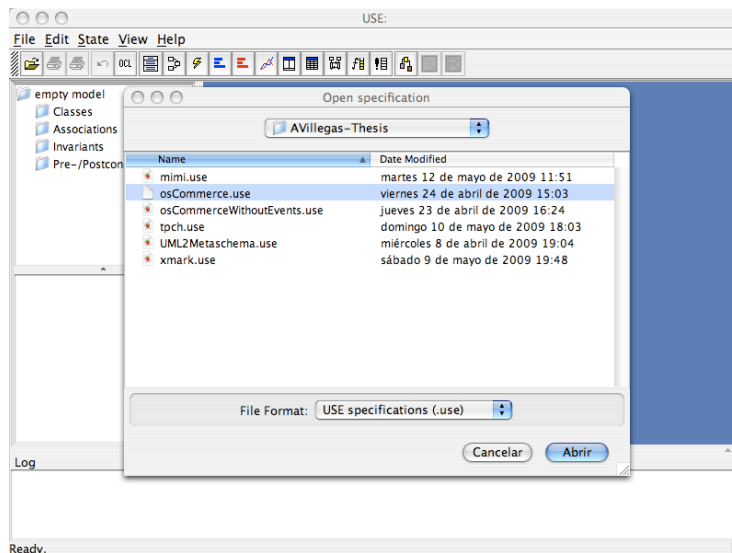 USE:
File Edit State View Help
OCL
empty model
Classes
Associations
Invariants
Pre-/Postcon
Open specification
AVillegas-Thesis
Name Date Modified
mimi.use martes 12 de mayo de 2009 11:51
osCommerce.use viernes 24 de abril de 2009 15:03
osCommerceWithoutEvents.use jueves 23 de abril de 2009 16:24
tpch.use domingo 10 de mayo de 2009 18:03
UML2Metaschema.use miércoles 8 de abril de 2009 19:04
xmark.use sábado 9 de mayo de 2009 19:48
File Format: USE specifications (.use)
Cancelar Abrir
Log
Ready.